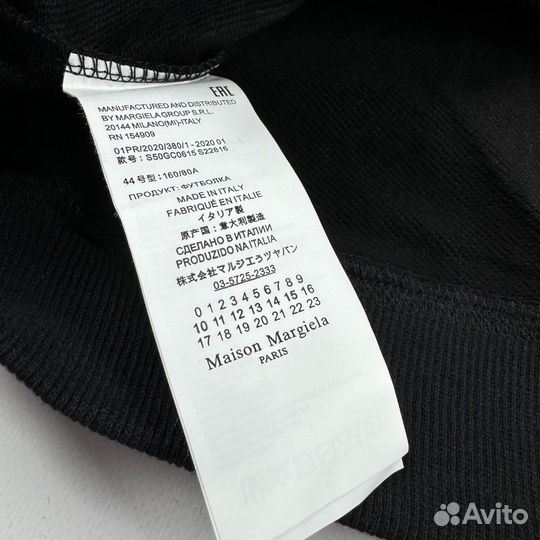 EAC
MANUFACTURED AND DISTRIBUTED
BY MARGIELA GROUP S.R.L.
20144 MILANO(MI)-ITALY
RN 154909
01PR/2020/380/1 - 2020 01
款号: S50GC0615 S22816
44 号型: 160/80A
ПРОДУКТ: ФУТБОЛКА
MADE IN ITALY
FABRIQUÉ EN ITALIE
イタリア製
原产国: 意大利製造
СДЕЛАНО В ИТАЛИИ
PRODUZIDO NA ITALIA
株式会社マルジェラジャパン
03-5725-2333
0 1 2 3 4 5 6 7 8 9
10 11 12 13 14 15 16
17 18 19 20 21 22 23
Maison Margiela
PARIS
Avito